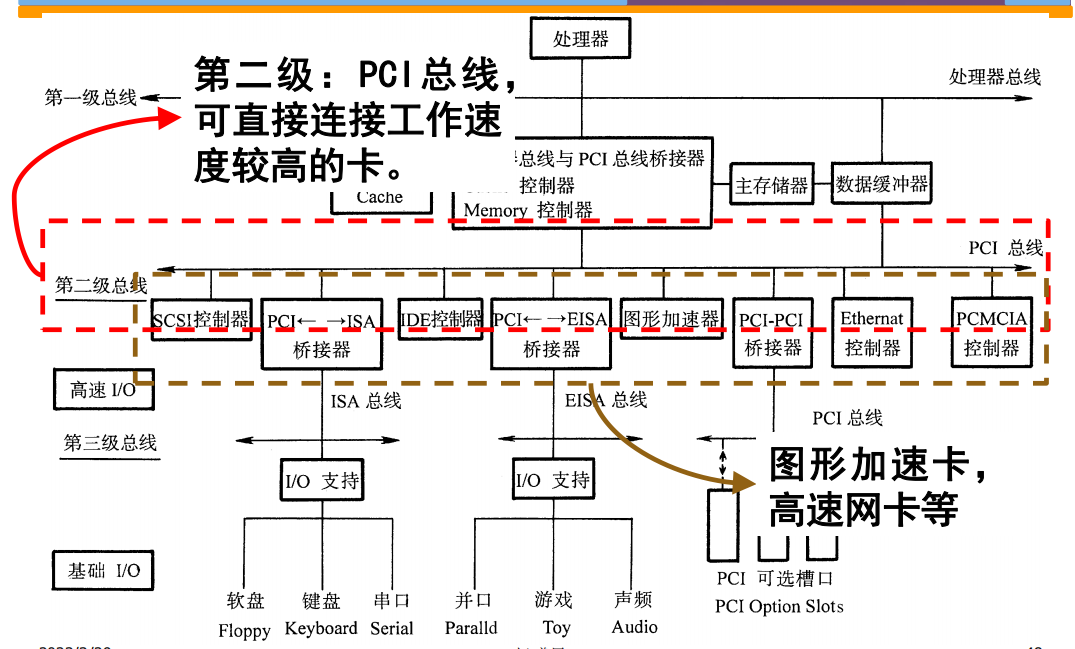 处理器
第二级：PCI总线，
可直接连接工作速
度较高的卡。
第一级总线
处理器总线
总线与 PCI 总线桥接器
控制器
Memory 控制器
Cache
主存储器
数据缓冲器
PCI 总线
第二级总线
SCSI控制器
PCI← →ISA
桥接器
IDE控制器
PCI← →EISA
桥接器
图形加速器
PCI-PCI
桥接器
Ethernat
控制器
PCMCIA
控制器
高速 I/O
ISA 总线
EISA 总线
PCI 总线
第三级总线
图形加速卡，
高速网卡等
I/O 支持
I/O 支持
基础 I/O
软盘
Floppy
键盘
Keyboard
串口
Serial
并口
Paralld
游戏
Toy
声频
Audio
PCI 可选槽口
PCI Option Slots